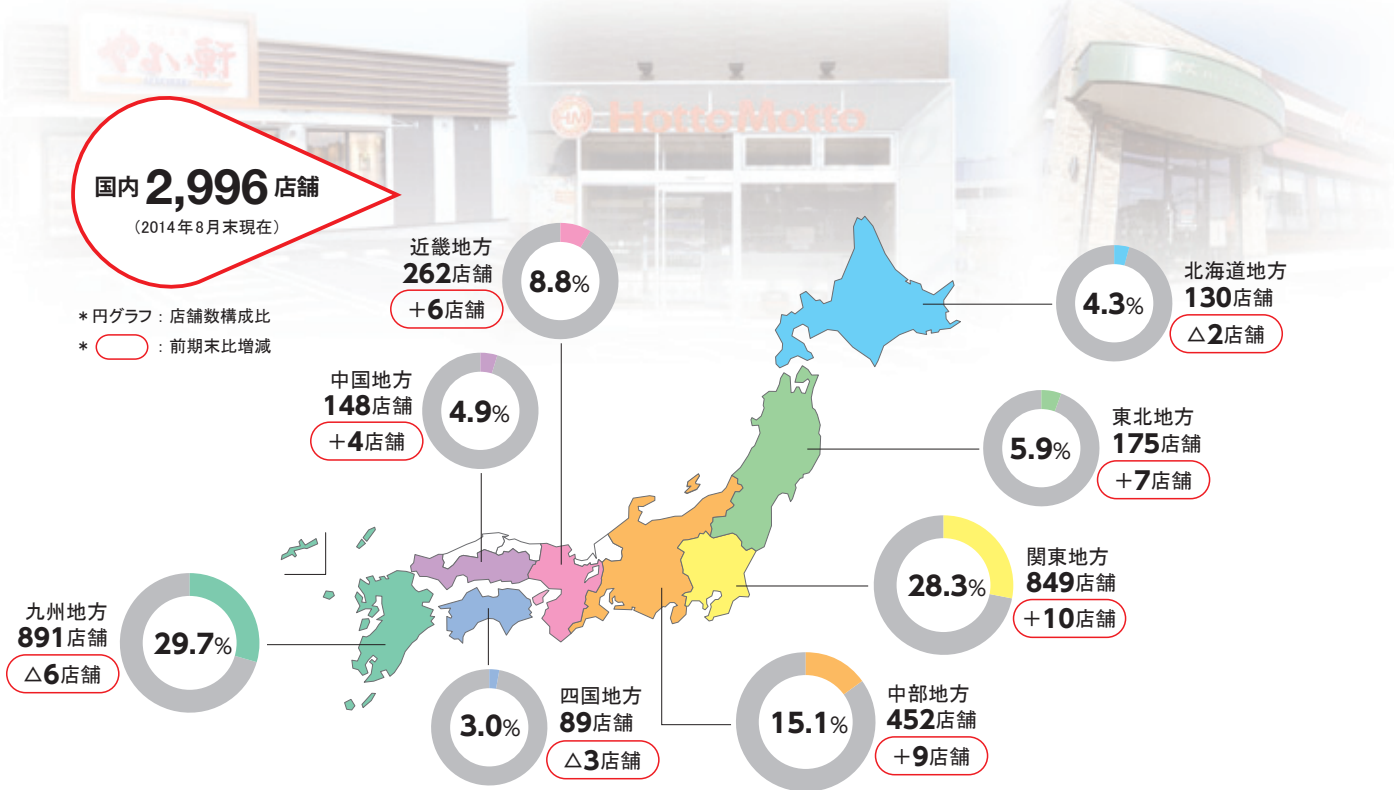 HM HottoMotto
国内 2,996 店舗
（2014年8月末現在）
＊円グラフ：店舗数構成比
＊　：前期末比増減
近畿地方
262店舗
+6店舗
8.8%
中国地方
148店舗
+4店舗
4.9%
九州地方
891店舗
△6店舗
29.7%
四国地方
89店舗
△3店舗
3.0%
北海道地方
130店舗
△2店舗
4.3%
東北地方
175店舗
+7店舗
5.9%
関東地方
849店舗
+10店舗
28.3%
中部地方
452店舗
+9店舗
15.1%